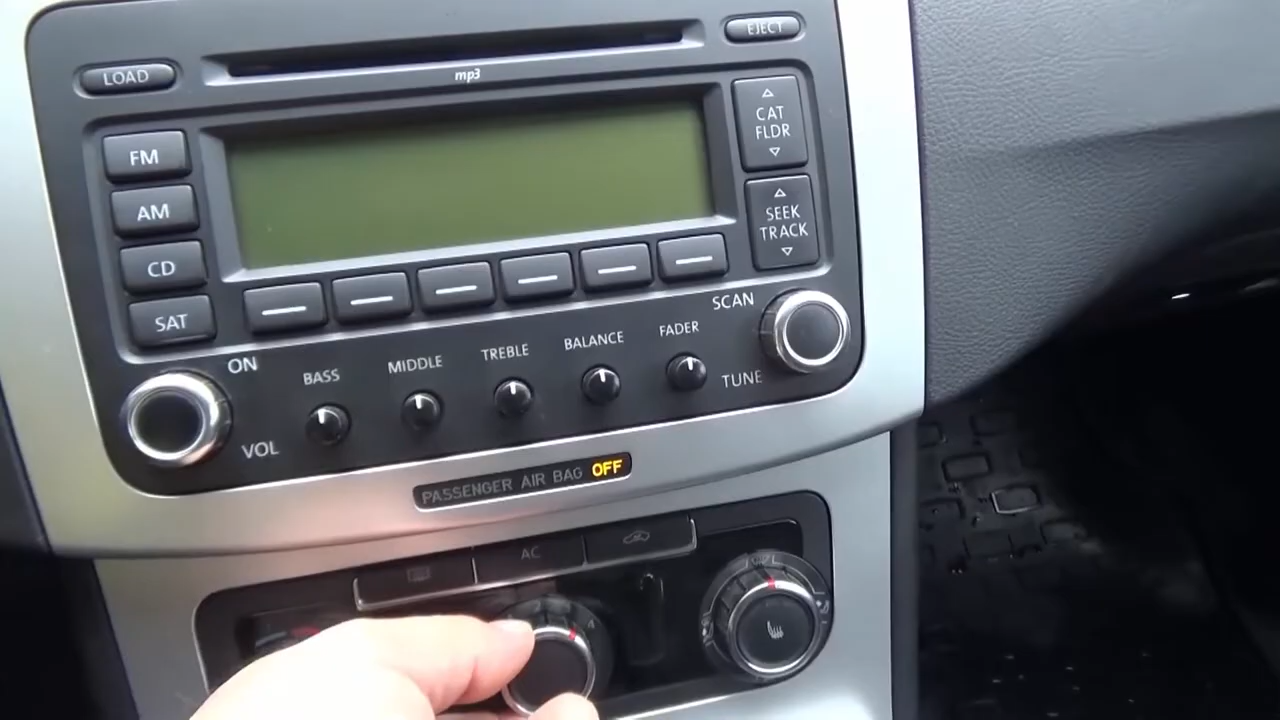 EJECT
LOAD
mp3
CAT
FLDR
FM
AM
SEEK
TRACK
CD
SAT
SCAN
ON
BASS
MIDDLE
TREBLE
BALANCE
FADER
TUNE
VOL
PASSENGER AIR BAG OFF
AC
4